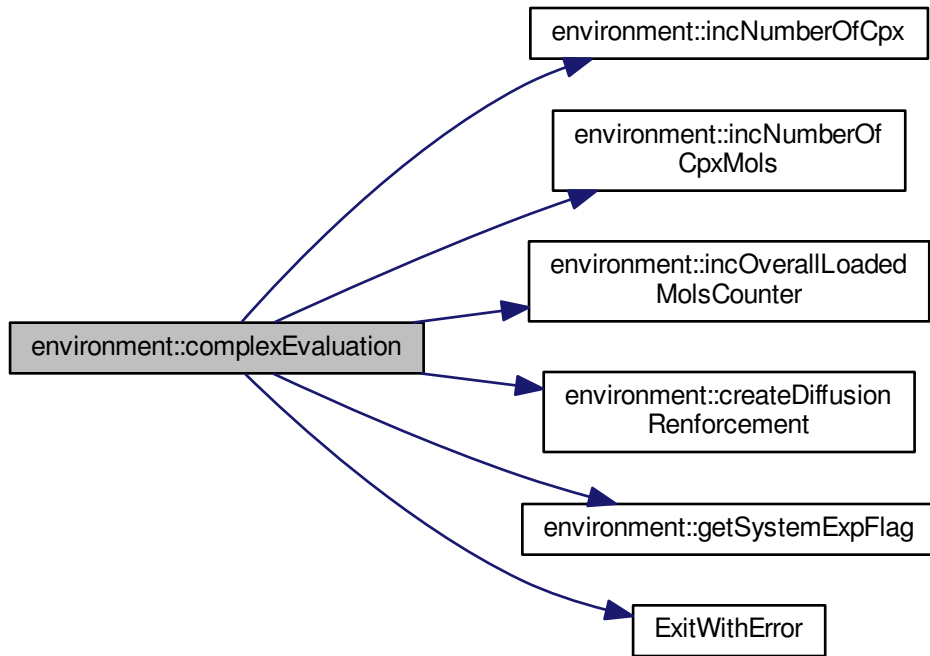 environment::incNumberOfCpx
environment::incNumberOf
CpxMols
environment::incOverallLoaded
MolsCounter
environment::complexEvaluation
environment::createDiffusion
Renforcement
environment::getSystemExpFlag
ExitWithError